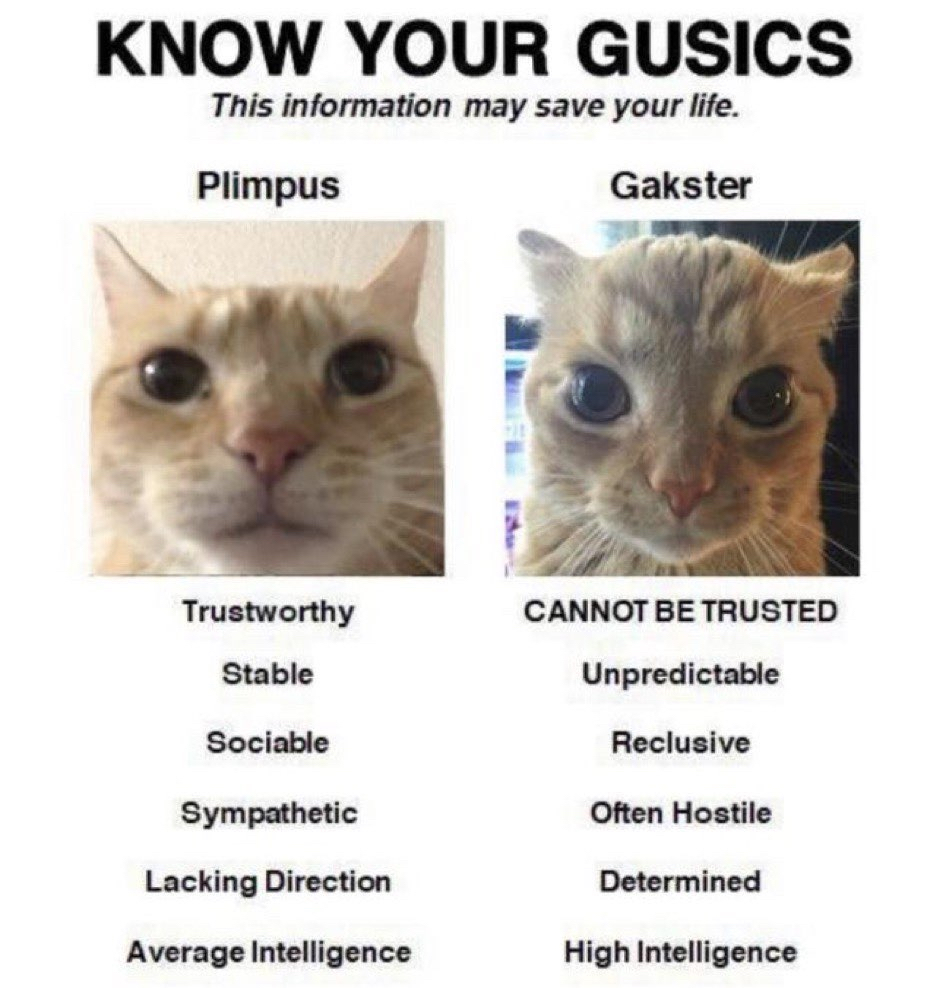 KNOW YOUR GUSICS
This information may save your life.
Plimpus Gakster
Trustworthy CANNOT BE TRUSTED
Stable Unpredictable
Sociable Reclusive
Sympathetic Often Hostile
Lacking Direction Determined
Average Intelligence High Intelligence